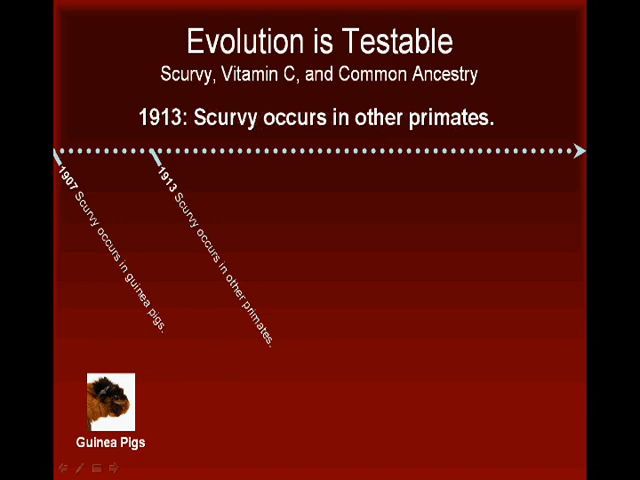 Evolution is Testable
Scurvy, Vitamin C, and Common Ancestry
1913: Scurvy occurs in other primates.
1907 Scurvy occurs in guinea pigs.
1913 Scurvy occurs in other primates.
Guinea Pigs